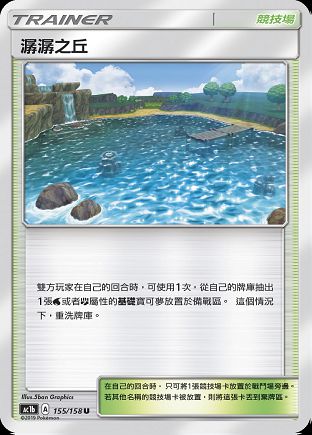 TRAINER
競技場
潺潺之丘
雙方玩家在自己的回合時，可使用1次，從自己的牌庫抽出
1張或者屬性的基礎寶可夢放置於備戰區。 這個情況
下，重洗牌庫。
Illus.5ban Graphics
AC1b A 155/158 U
©2019 Pokémon
在自己的回合時， 只可將1張競技場卡放於戰鬥場旁邊。
若其他名稱的競技場卡被放置，則將這張卡丟到棄牌區。